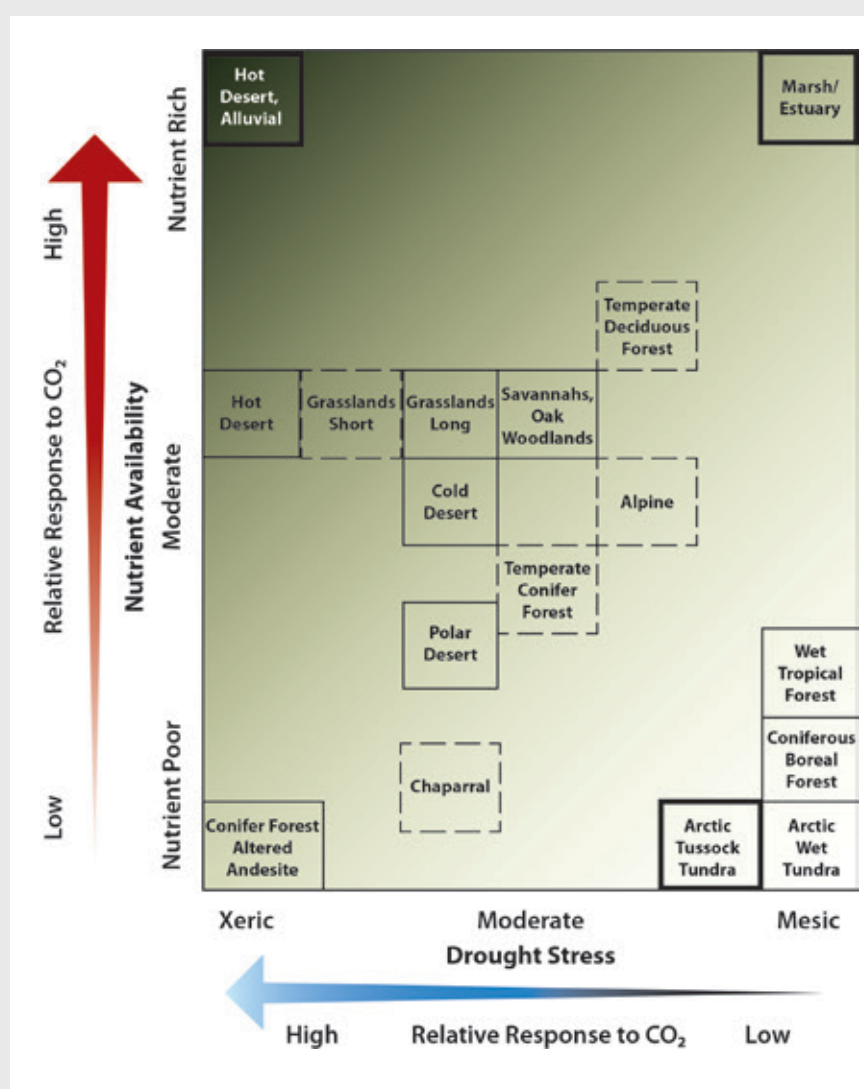 Hot
Desert,
Alluvial
Marsh/
Estuary
Temperate
Deciduous
Forest
Hot
Desert
Grasslands
Short
Grasslands
Long
Savannahs,
Oak
Woodlands
Cold
Desert
Alpine
Temperate
Conifer
Forest
Polar
Desert
Wet
Tropical
Forest
Coniferous
Boreal
Forest
Chaparral
Conifer Forest
Altered
Andesite
Arctic
Tussock
Tundra
Arctic
Wet
Tundra
High
Relative Response to CO₂
Low
Nutrient Availability
Nutrient Rich
Moderate
Nutrient Poor
Xeric
Moderate
Mesic
Drought Stress
High
Relative Response to CO₂
Low